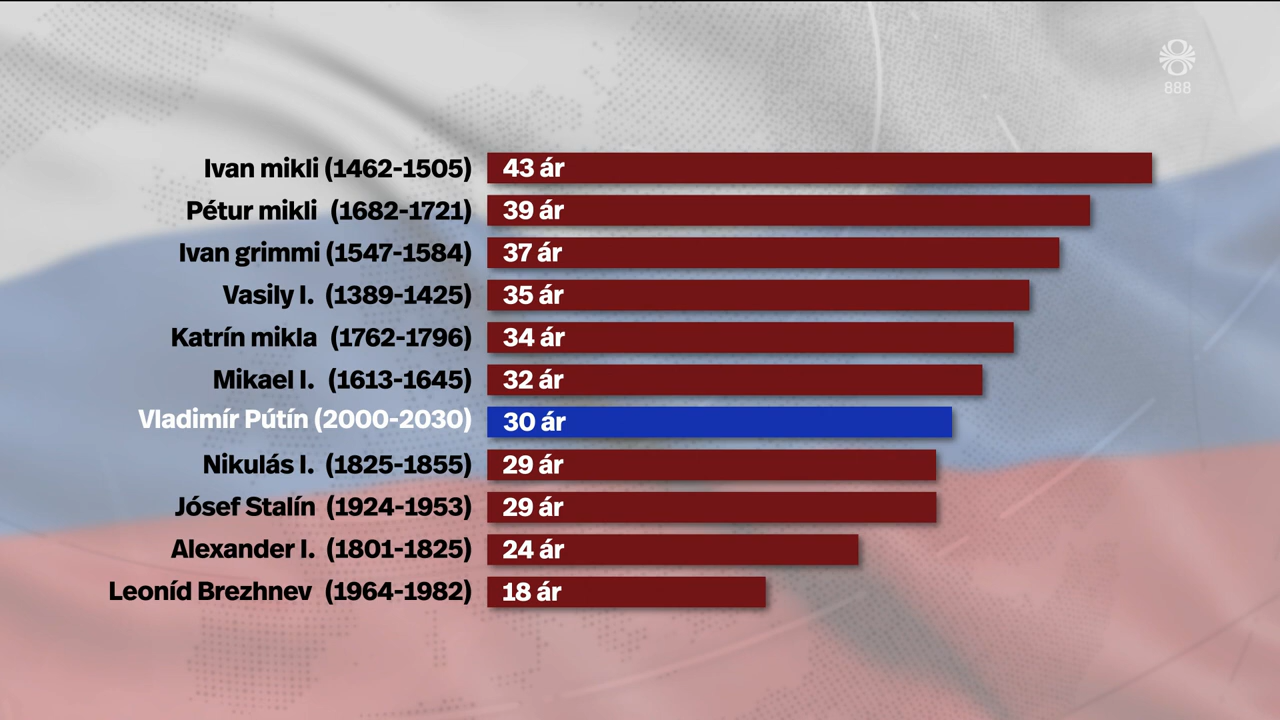 888
Ivan mikli (1462-1505) 43 ár
Pétur mikli (1682-1721) 39 ár
Ivan grimmi (1547-1584) 37 ár
Vasily I. (1389-1425) 35 ár
Katrín mikla (1762-1796) 34 ár
Mikael I. (1613-1645) 32 ár
Vladimír Pútín (2000-2030) 30 ár
Nikulás I. (1825-1855) 29 ár
Jósef Stalín (1924-1953) 29 ár
Alexander I. (1801-1825) 24 ár
Leoníd Brezhnev (1964-1982) 18 ár